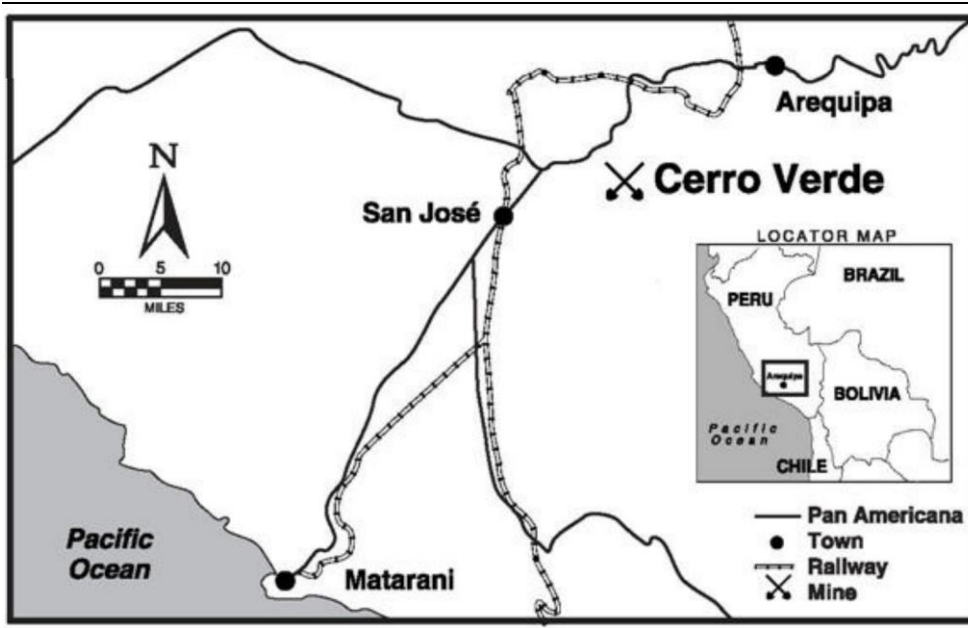 Arequipa
N
Cerro Verde
San José
0 5 10
MILES
LOCATOR MAP
BRAZIL
PERU
Arequipa
BOLIVIA
Pacific
Ocean
CHILE
Pan Americana
Town
Railway
Mine
Pacific
Ocean
Matarani